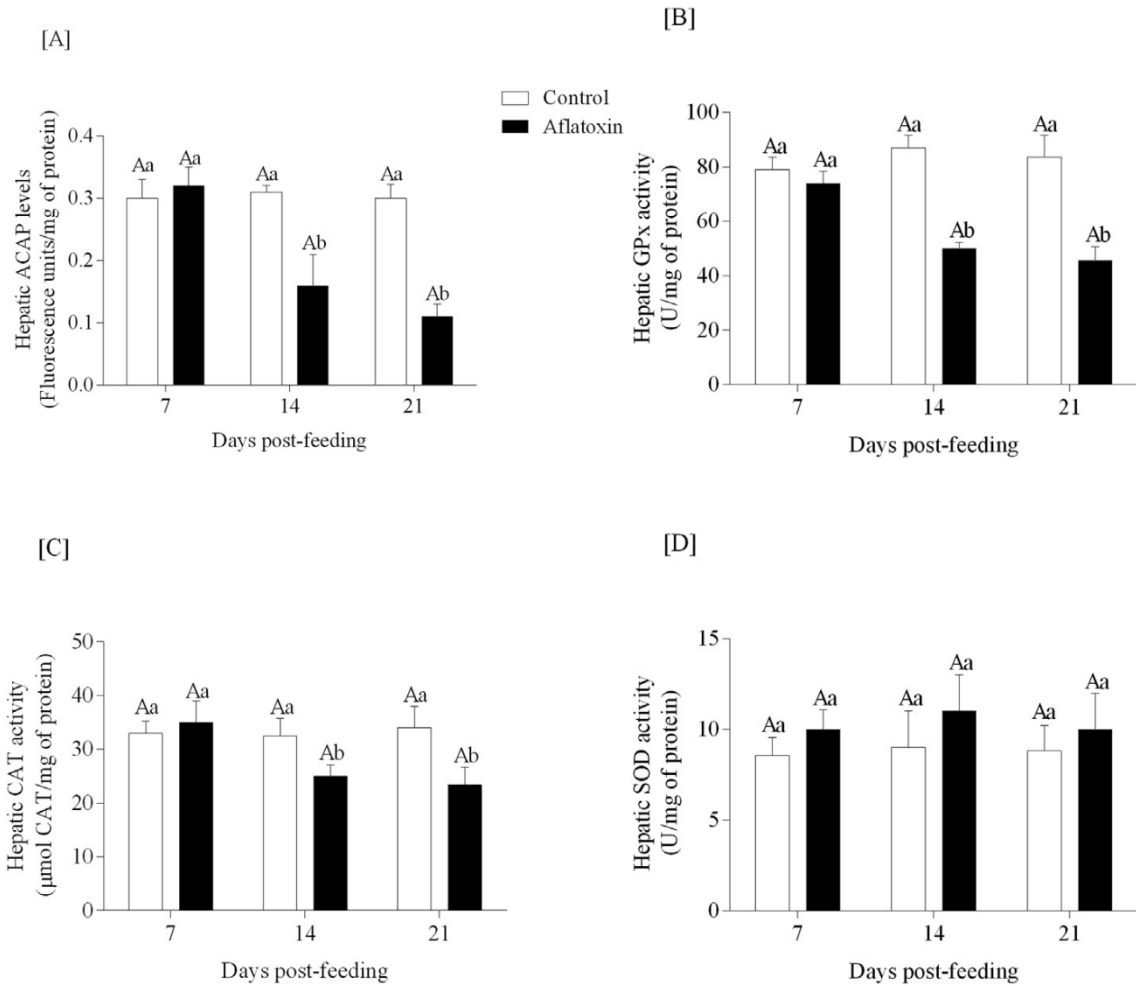 [A]
Control
Aflatoxin
Hepatic ACAP levels
(Fluorescence units/mg of protein)
0.4
0.3
0.2
0.1
0.0
Aa
Aa
Aa
Ab
Aa
Ab
7
14
21
Days post-feeding
[B]
Hepatic GPx activity
(U/mg of protein)
100
80
60
40
20
0
Aa
Aa
Aa
Ab
Aa
Ab
7
14
21
Days post-feeding
[C]
Hepatic CAT activity
(µmol CAT/mg of protein)
50
40
30
20
10
0
Aa
Aa
Aa
Ab
Aa
Ab
7
14
21
Days post-feeding
[D]
Hepatic SOD activity
(U/mg of protein)
15
10
5
0
Aa
Aa
Aa
Aa
Aa
Aa
7
14
21
Days post-feeding